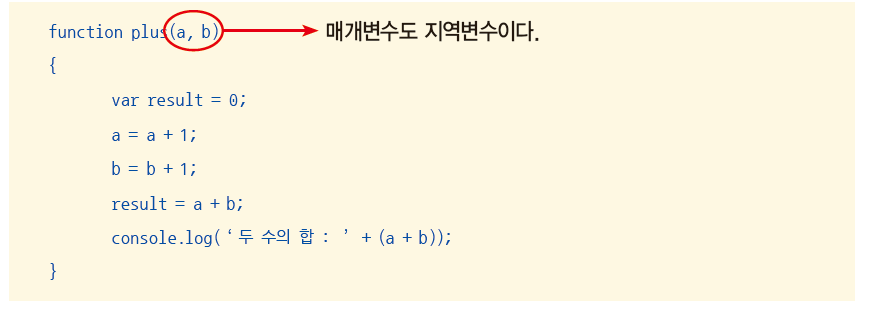 function plus(a, b) 매개변수도 지역변수이다.
{
var result = 0;
a = a + 1;
b = b + 1;
result = a + b;
console.log( ‘ 두 수의 합 : ’ + (a + b));
}